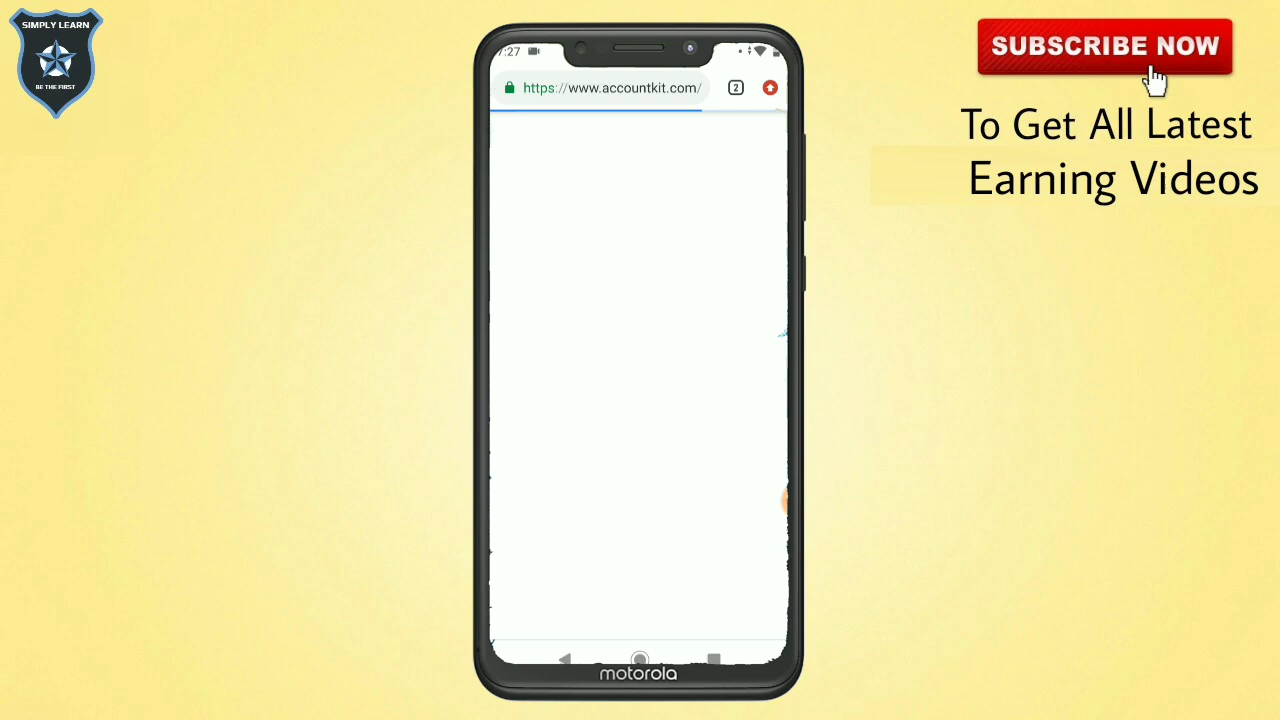 SIMPLY LEARN
BE THE FIRST
7:27
https://www.accountkit.com/
2
SUBSCRIBE NOW
To Get All Latest
Earning Videos
motorola